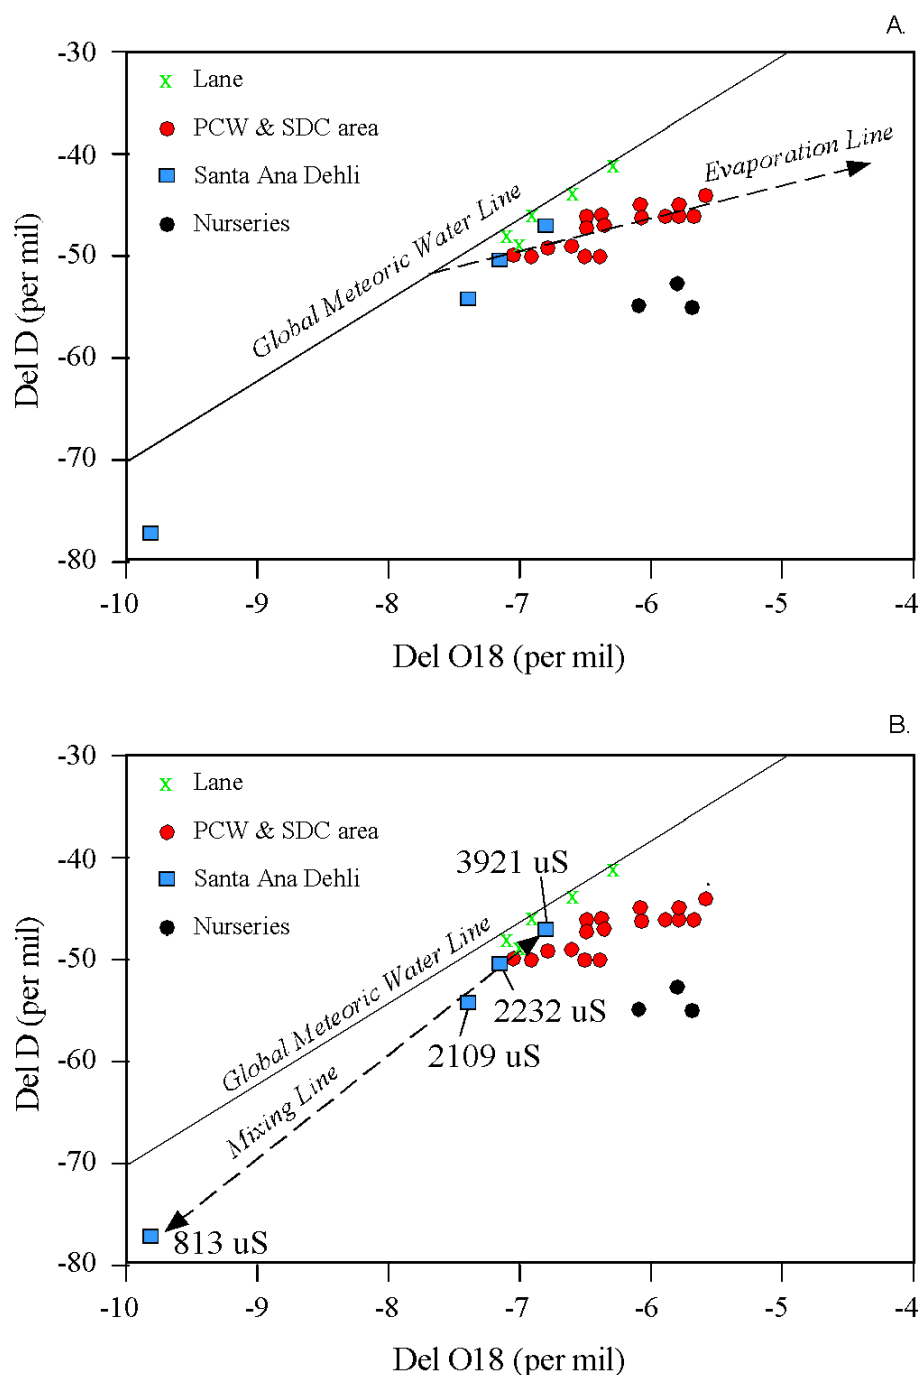 A.
-30
-40
-50
-60
-70
-80
Del D (per mil)
x Lane
PCW & SDC area
Santa Ana Dehli
Nurseries
Global Meteoric Water Line
Evaporation Line
-10 -9 -8 -7 -6 -5 -4
Del O18 (per mil)
B.
-30
-40
-50
-60
-70
-80
Del D (per mil)
x Lane
PCW & SDC area
Santa Ana Dehli
Nurseries
3921 uS
Global Meteoric Water Line
2232 uS
2109 uS
Mixing Line
813 uS
-10 -9 -8 -7 -6 -5 -4
Del O18 (per mil)